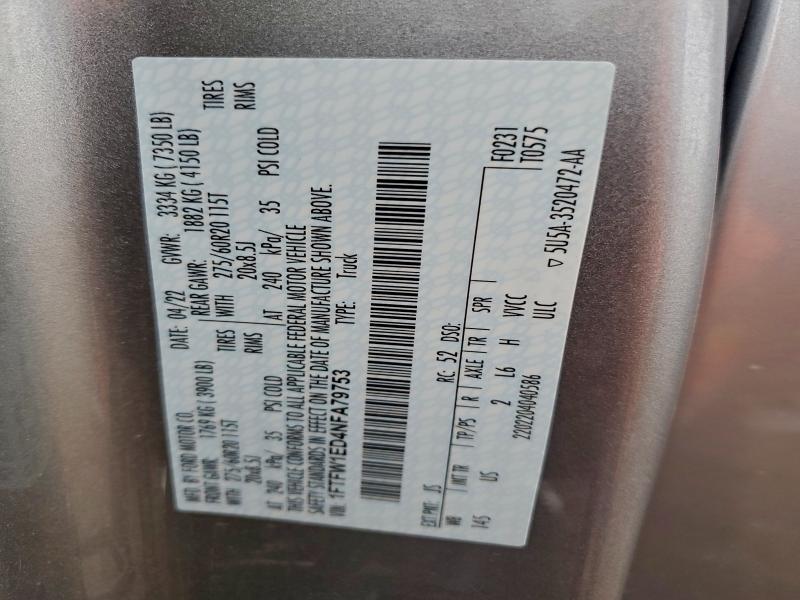 MFD. BY FORD MOTOR CO.
DATE: 04/22 GVWR: 3334 KG ( 7350 LB)
FRONT GAWR: 1769 KG ( 3900 LB) REAR GAWR: 1882 KG ( 4150 LB)
WITH 275/60R20 115T TIRES WITH 275/60R20 115T TIRES
20x8.5J RIMS 20x8.5J RIMS
AT 240 kPa/ 35 PSI COLD AT 240 kPa/ 35 PSI COLD
THIS VEHICLE CONFORMS TO ALL APPLICABLE FEDERAL MOTOR VEHICLE
SAFETY STANDARDS IN EFFECT ON THE DATE OF MANUFACTURE SHOWN ABOVE.
VIN: 1FTFW1ED4NFA79753 TYPE: Truck
EXT PNT: JS RC: 52 DSO: F0231
WB INT TR TP/PS R AXLE TR SPR T0575
145 US 2 L6 H VVCC
2202204040586 ULC ▽ 5U5A-3520472-AA